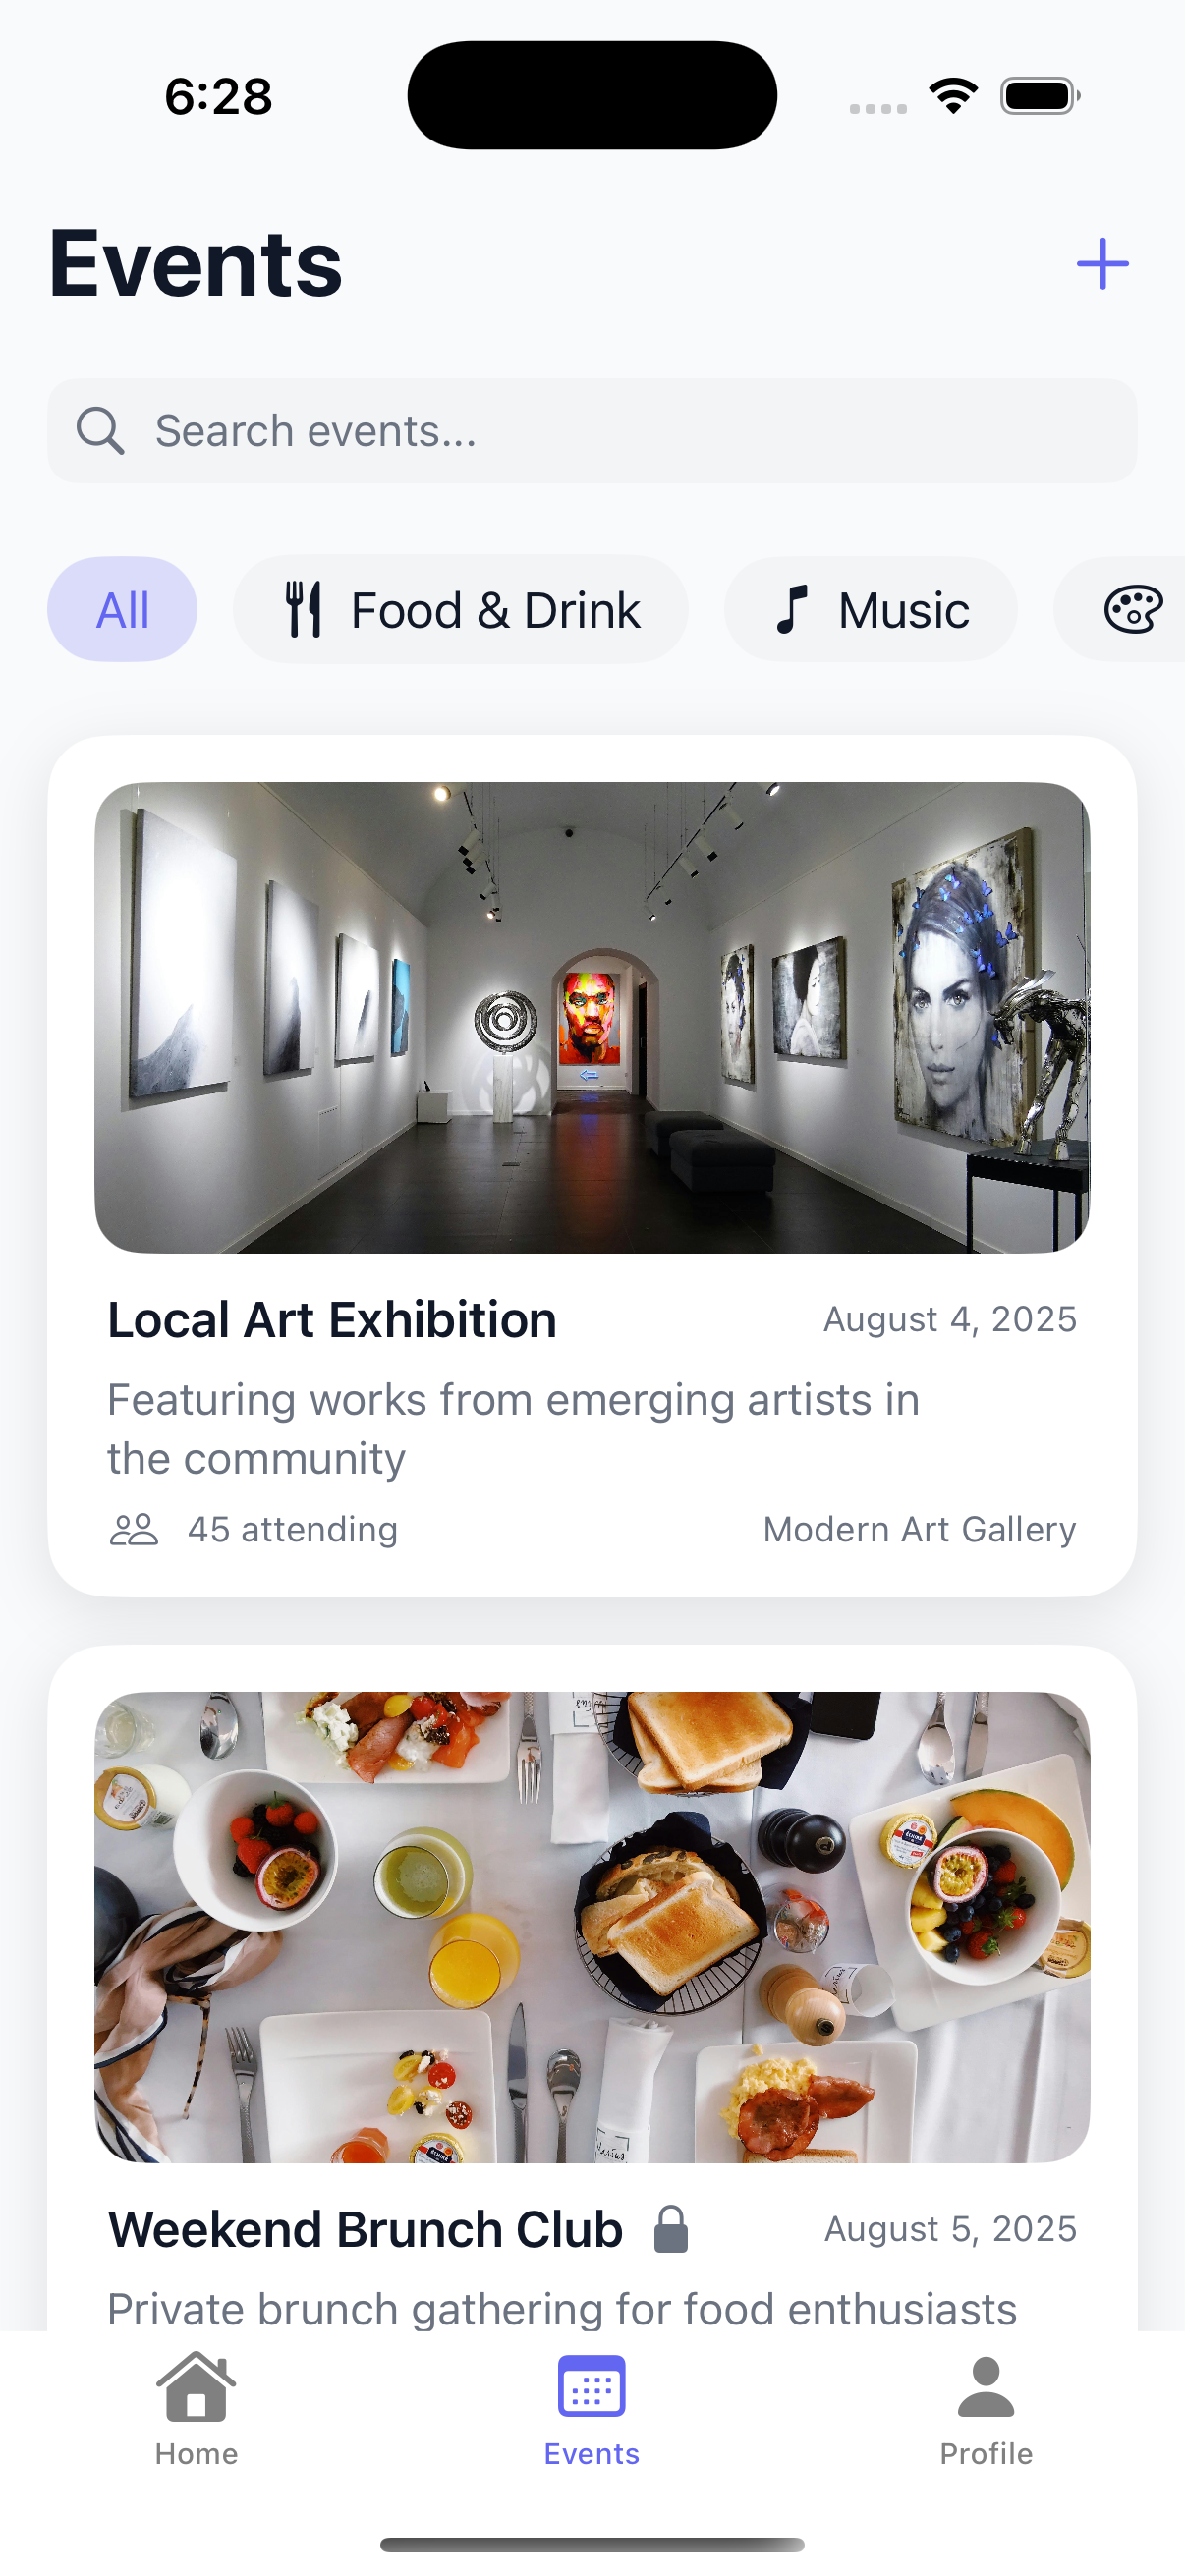 6:28
Events
Search events...
All
Food & Drink
Music
Local Art Exhibition
August 4, 2025
Featuring works from emerging artists in
the community
45 attending
Modern Art Gallery
Weekend Brunch Club
August 5, 2025
Private brunch gathering for food enthusiasts
Home
Events
Profile